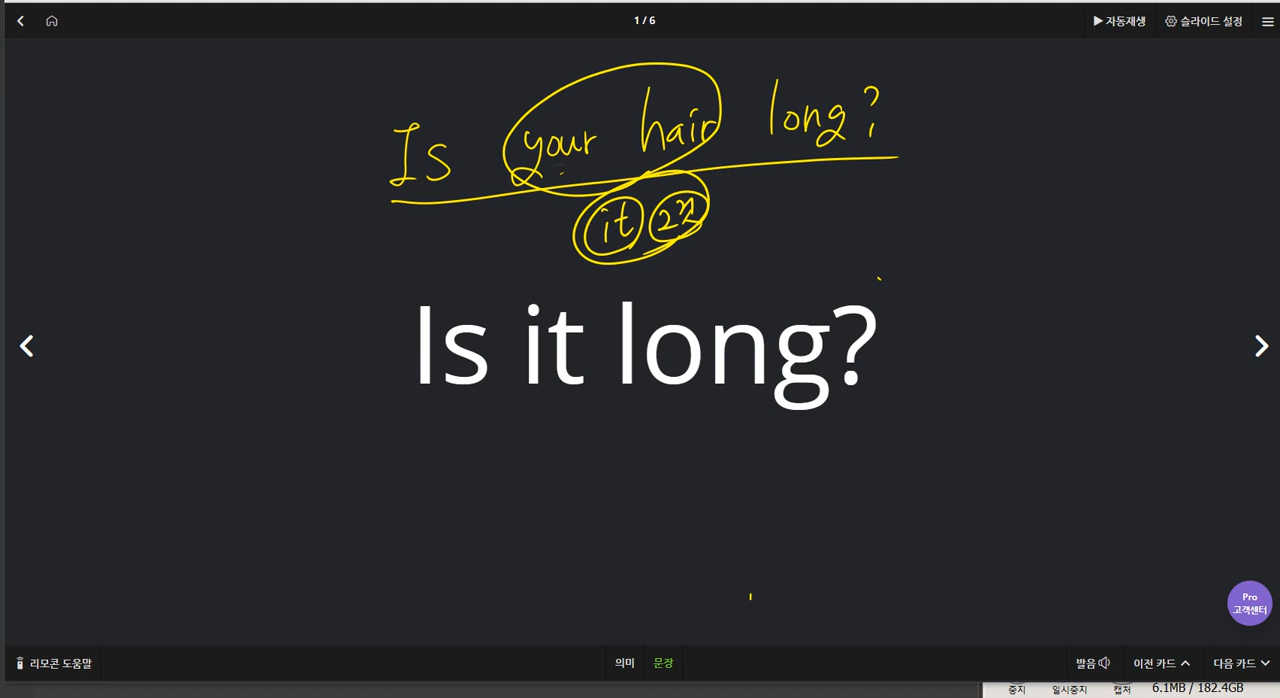 1 / 6
▶ 자동재생 슬라이드 설정
Is your hair long?
it
Is it long?
Pro
고객센터
리모콘 도움말 의미 문장 발음 이전 카드 다음 카드
중지 일시중지 캡처 6.1MB / 182.4GB